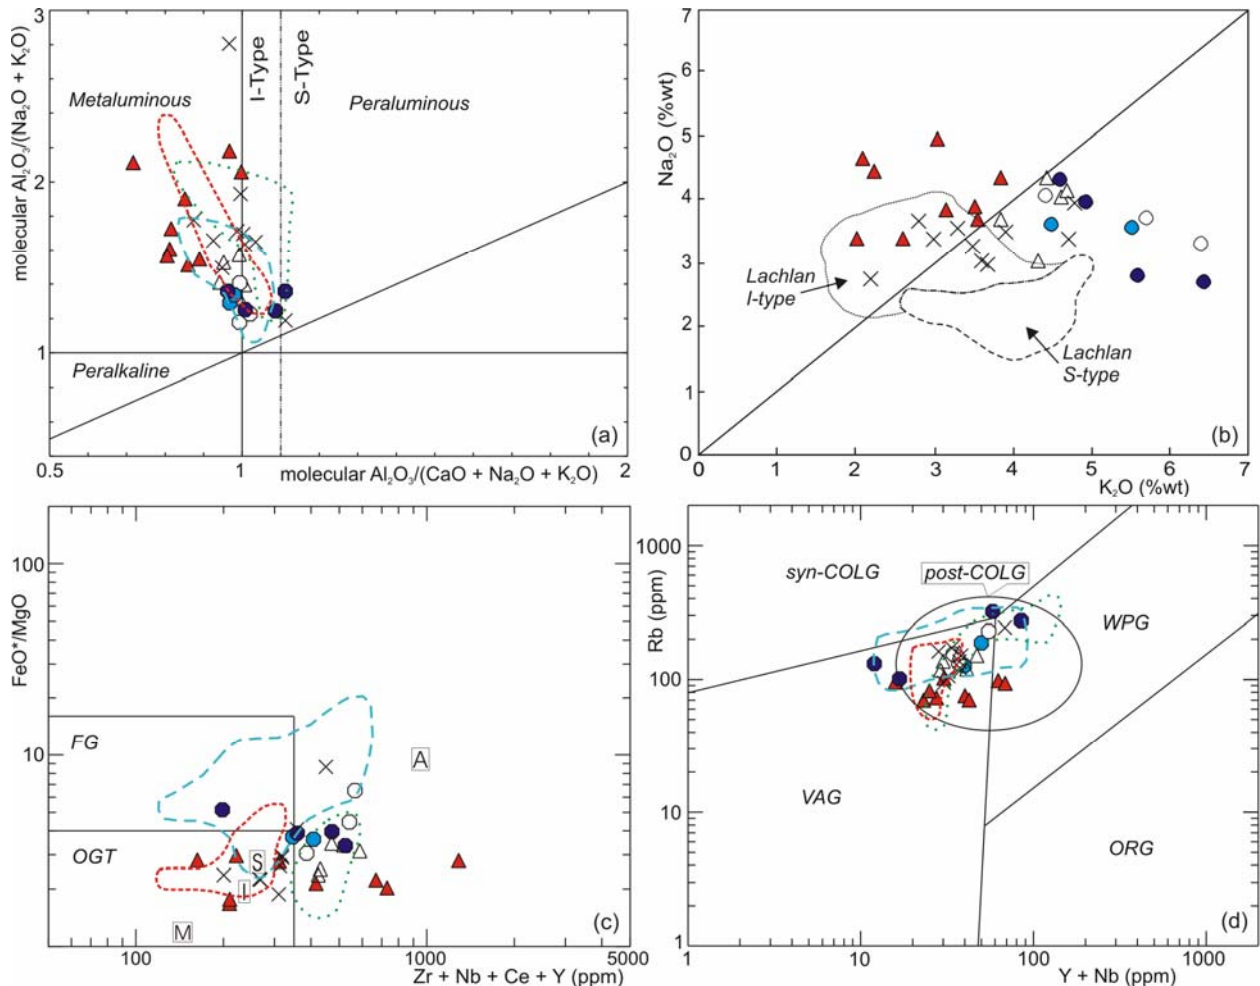 3
2
1
molecular Al₂O₃/(Na₂O + K₂O)
Metaluminous
I-Type
S-Type
Peraluminous
Peralkaline
(a)
0.5
1
2
molecular Al₂O₃/(CaO + Na₂O + K₂O)
7
6
5
4
3
2
1
0
Na₂O (%wt)
Lachlan
I-type
Lachlan
S-type
(b)
0
1
2
3
4
5
6
7
K₂O (%wt)
100
10
FeO*/MgO
FG
A
OGT
S
I
M
(c)
100
1000
5000
Zr + Nb + Ce + Y (ppm)
1000
100
10
1
Rb (ppm)
syn-COLG
post-COLG
WPG
VAG
ORG
(d)
1
10
100
1000
Y + Nb (ppm)